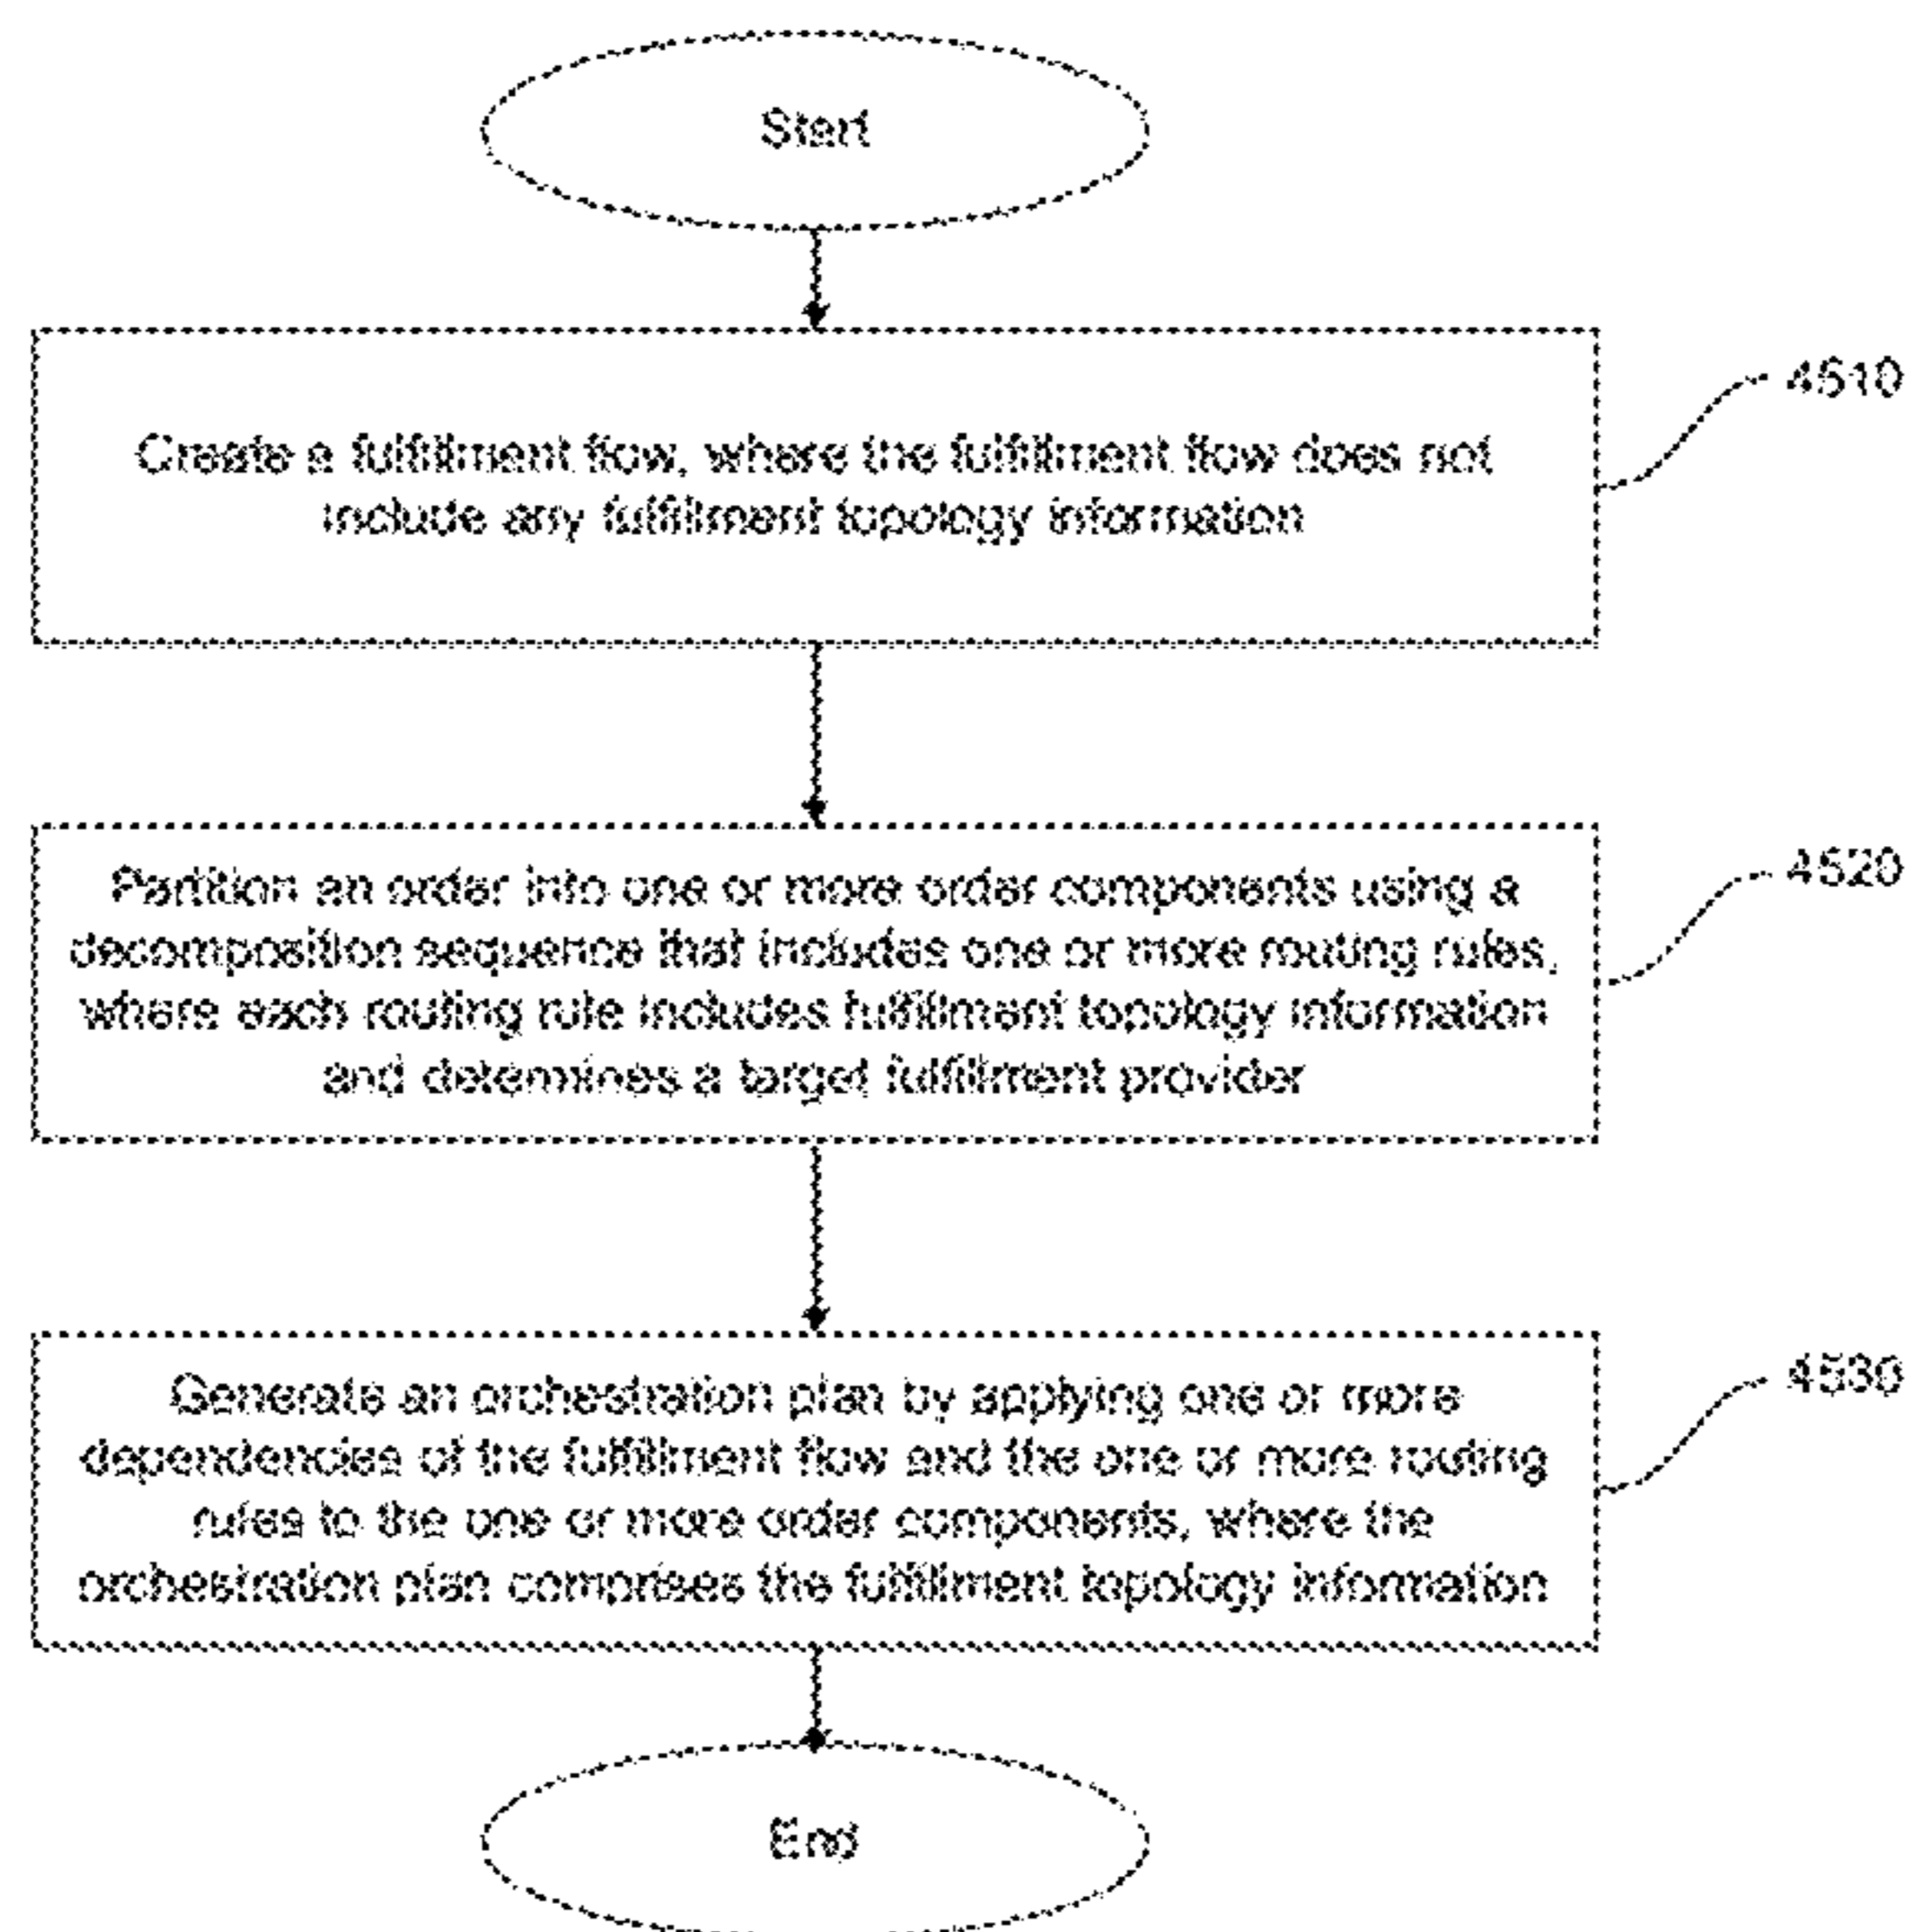 Start
4510
Create a fulfillment flow, where the fulfillment flow does not
include any fulfillment topology information
4520
Partition an order into one or more order components using a
decomposition sequence that includes one or more routing rules,
where each routing rule includes fulfillment topology information
and determines a target fulfillment provider
4530
Generate an orchestration plan by applying one or more
dependencies of the fulfillment flow and the one or more routing
rules to the one or more order components, where the
orchestration plan comprises the fulfillment topology information
End